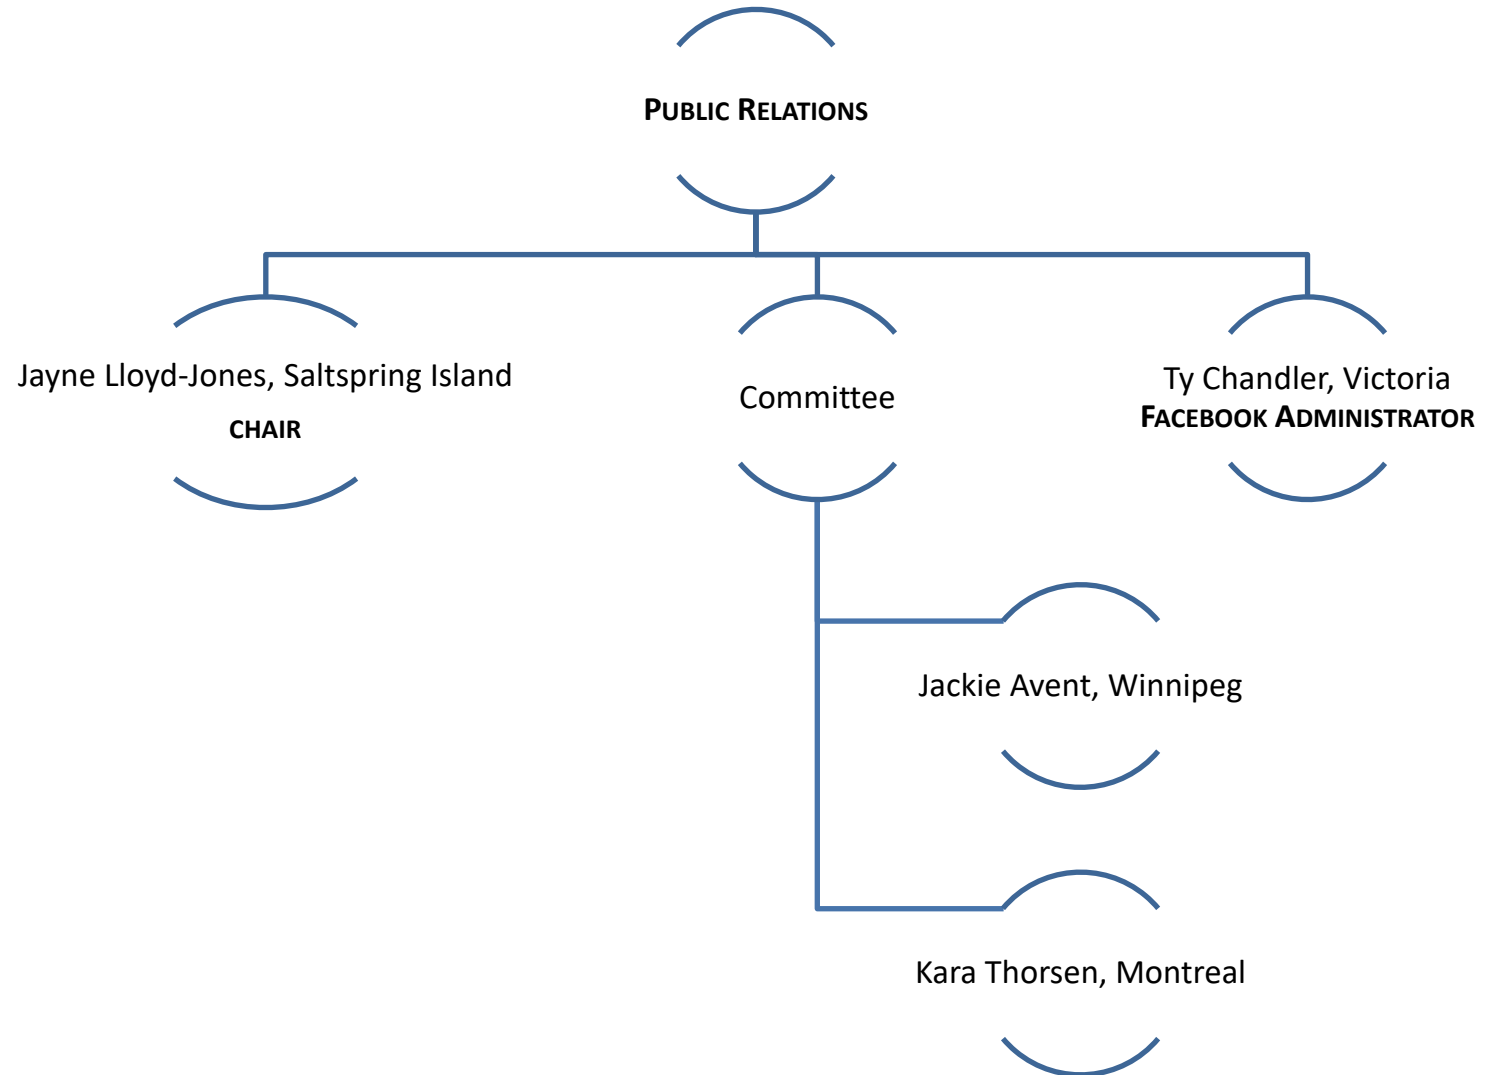 PUBLIC RELATIONS
Jayne Lloyd-Jones, Saltspring Island
CHAIR
Committee
Ty Chandler, Victoria
FACEBOOK ADMINISTRATOR
Jackie Avent, Winnipeg
Kara Thorsen, Montreal